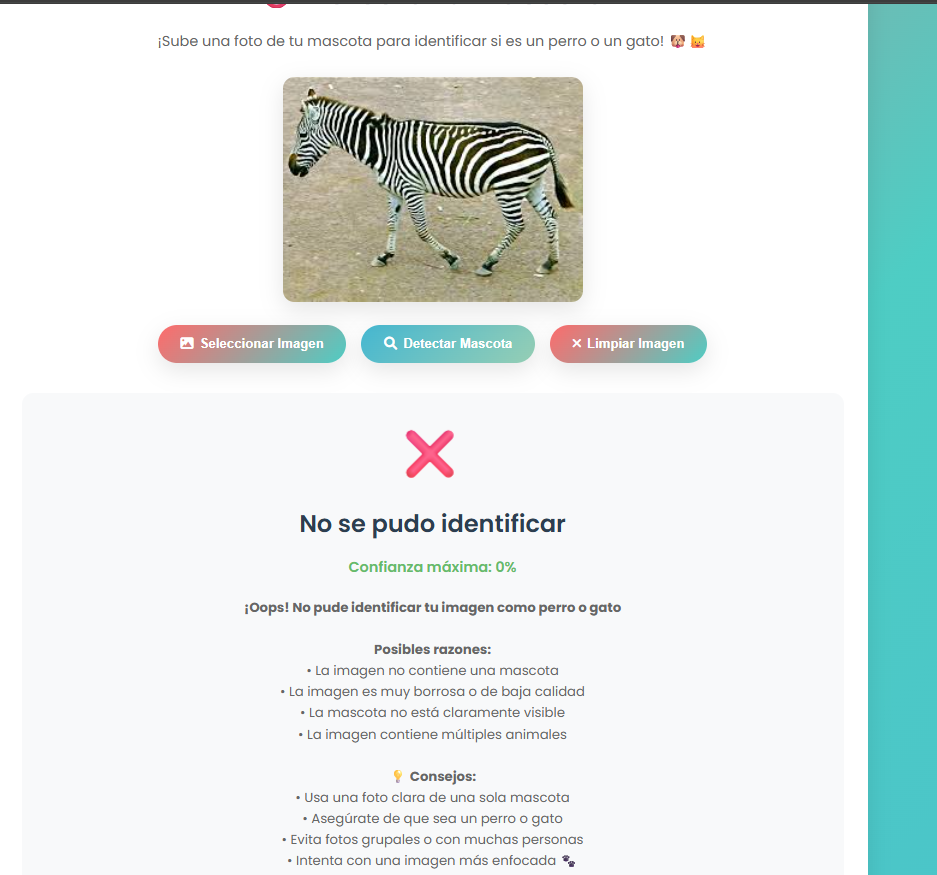 ¡Sube una foto de tu mascota para identificar si es un perro o un gato! 🐶 🐱
Seleccionar Imagen
Detectar Mascota
✕ Limpiar Imagen
No se pudo identificar
Confianza máxima: 0%
¡Oops! No pude identificar tu imagen como perro o gato
Posibles razones:
• La imagen no contiene una mascota
• La imagen es muy borrosa o de baja calidad
• La mascota no está claramente visible
• La imagen contiene múltiples animales
💡 Consejos:
• Usa una foto clara de una sola mascota
• Asegúrate de que sea un perro o gato
• Evita fotos grupales o con muchas personas
• Intenta con una imagen más enfocada 🐾